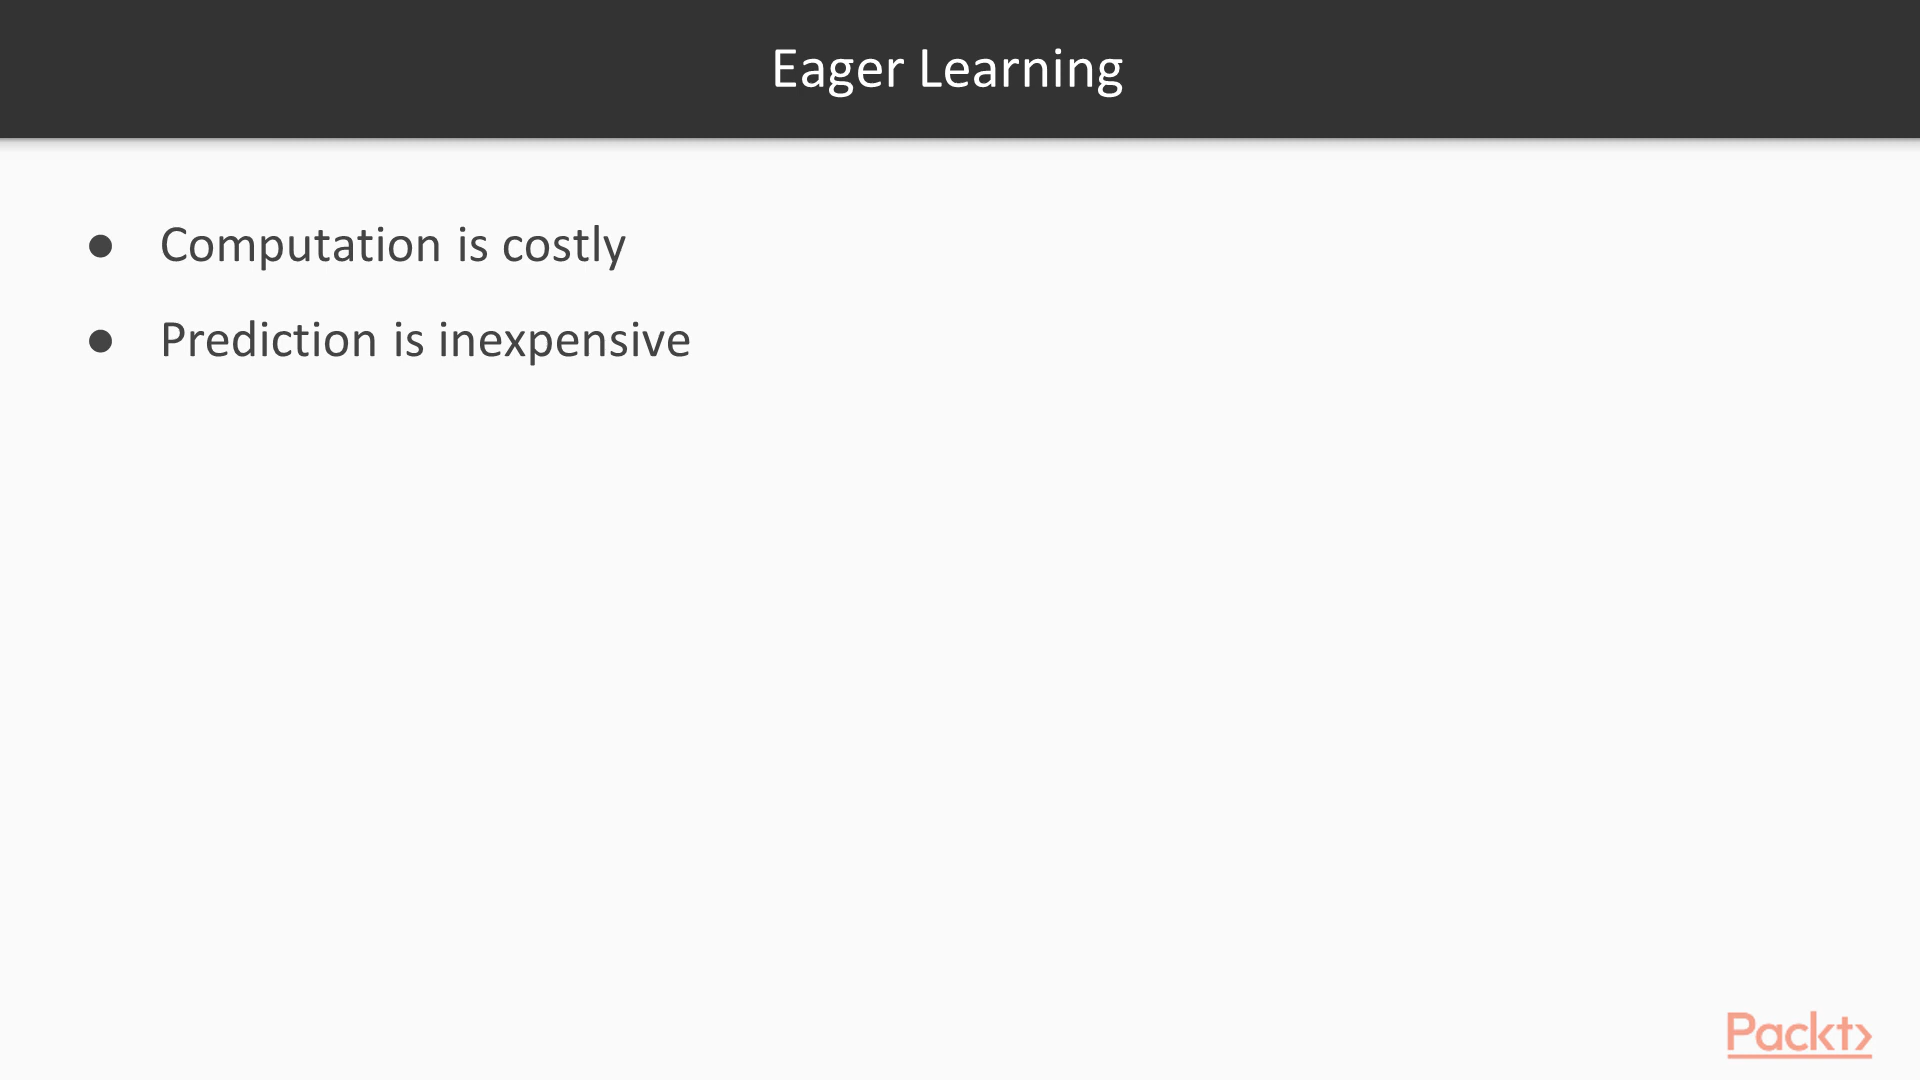 Eager Learning
● Computation is costly
● Prediction is inexpensive
Packt>